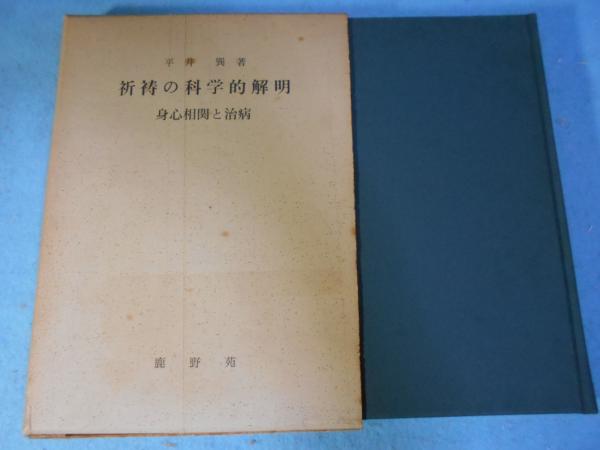 平井巽著
祈祷の科学的解明
身心相関と治病
鹿野苑